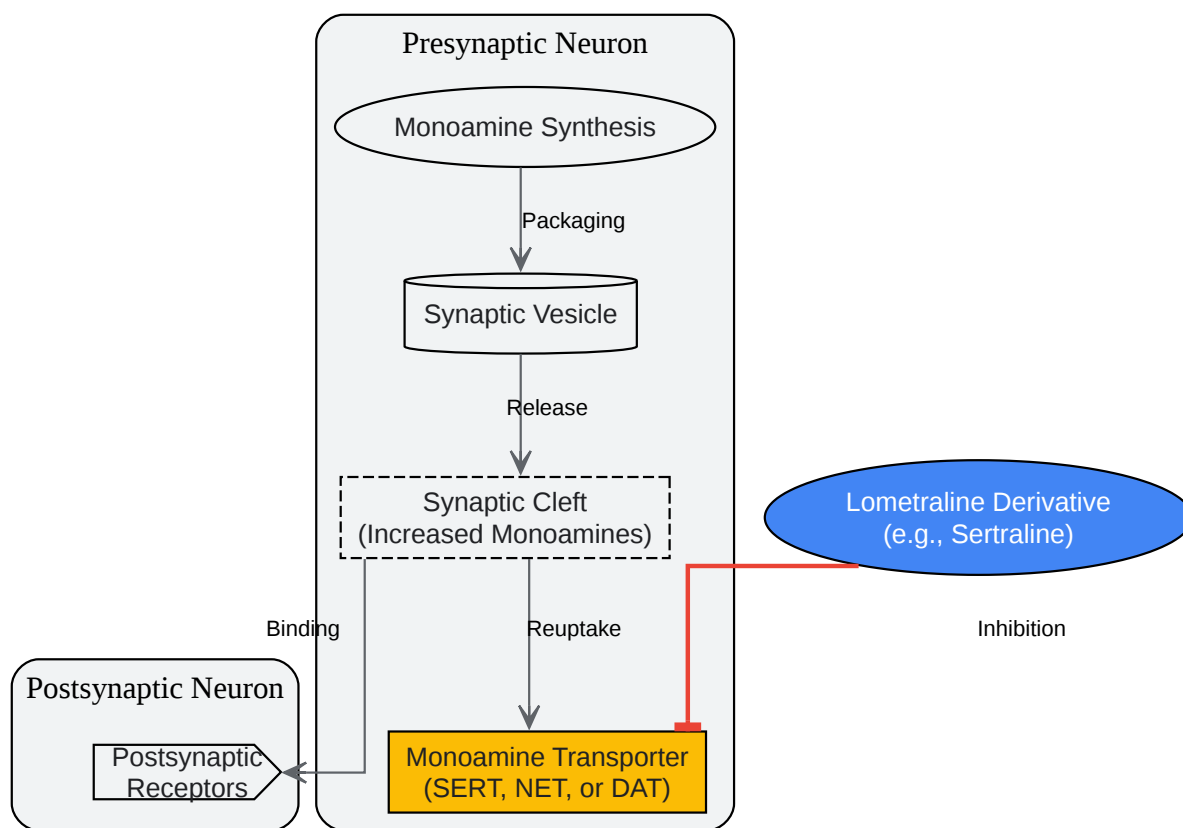 Presynaptic Neuron
Monoamine Synthesis
Packaging
Synaptic Vesicle
Release
Synaptic Cleft
(Increased Monoamines)
Lometraline Derivative
(e.g., Sertraline)
Binding
Reuptake
Inhibition
Postsynaptic Neuron
Postsynaptic
Receptors
Monoamine Transporter
(SERT, NET, or DAT)